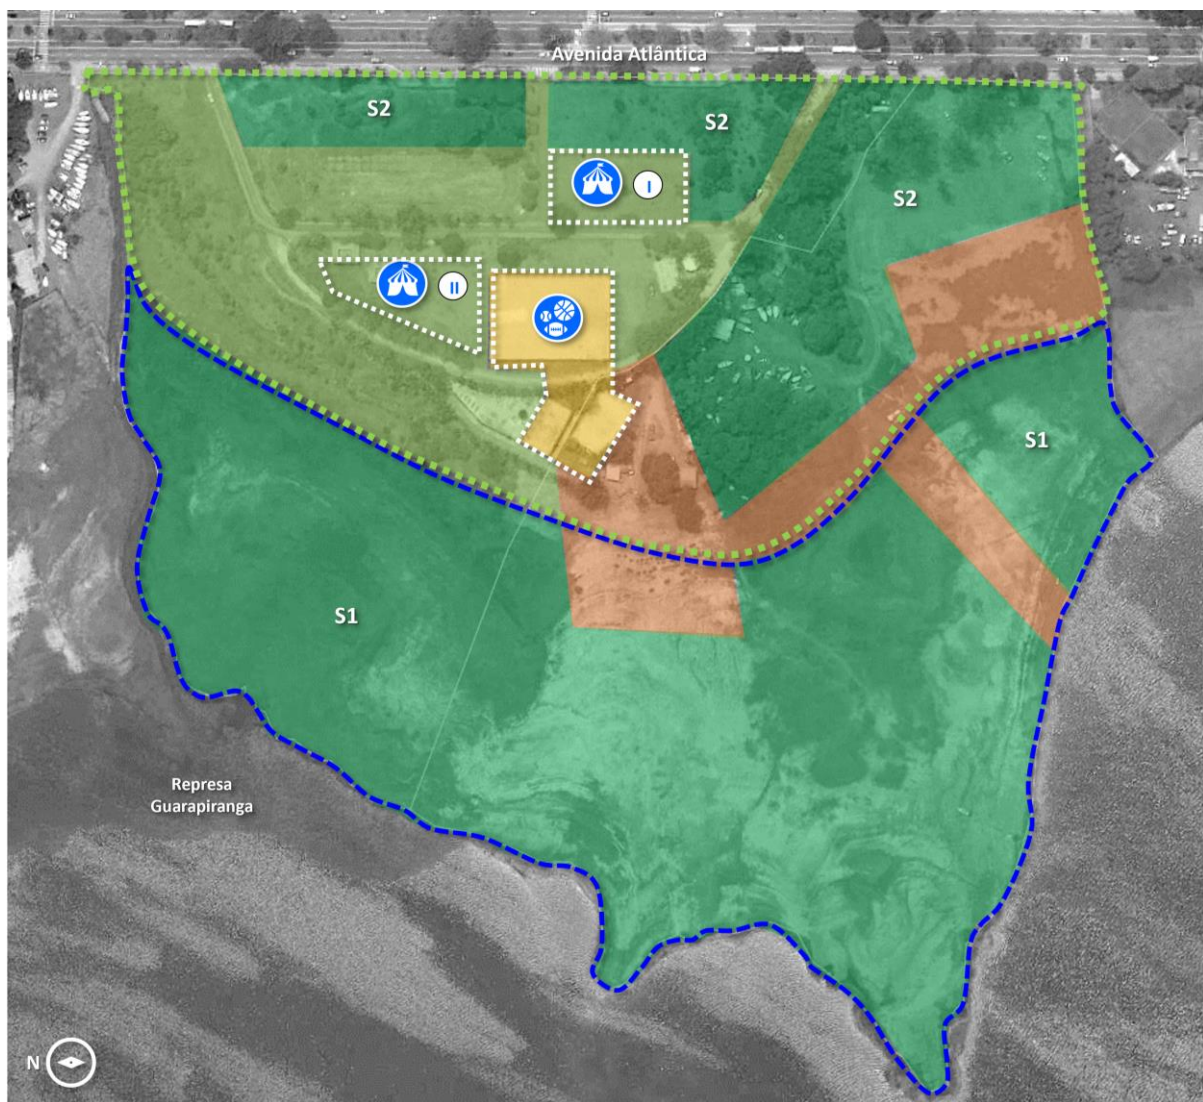 Avenida Atlântica
S2
S2
I
S2
II
S1
S1
Represa
Guarapiranga
N